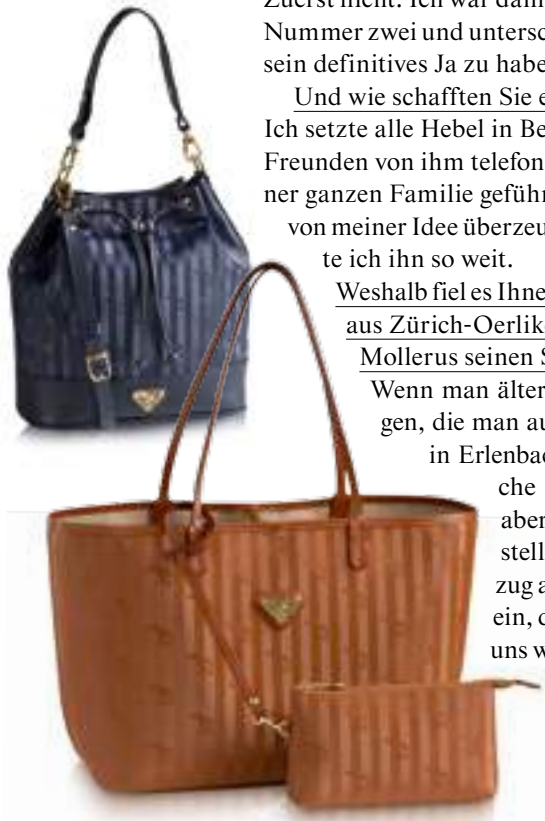 Zuerst nicht. Ich war dam
Nummer zwei und untersc
sein definitives Ja zu habe
Und wie schafften Sie e
Ich setzte alle Hebel in Be
Freunden von ihm telefon
ner ganzen Familie geführ
von meiner Idee überzeu
te ich ihn so weit.
Weshalb fiel es Ihne
aus Zürich-Oerlik
Mollerus seinen S
Wenn man älter
gen, die man au
in Erlenbac
che
aber
stell
zug a
ein, d
uns w